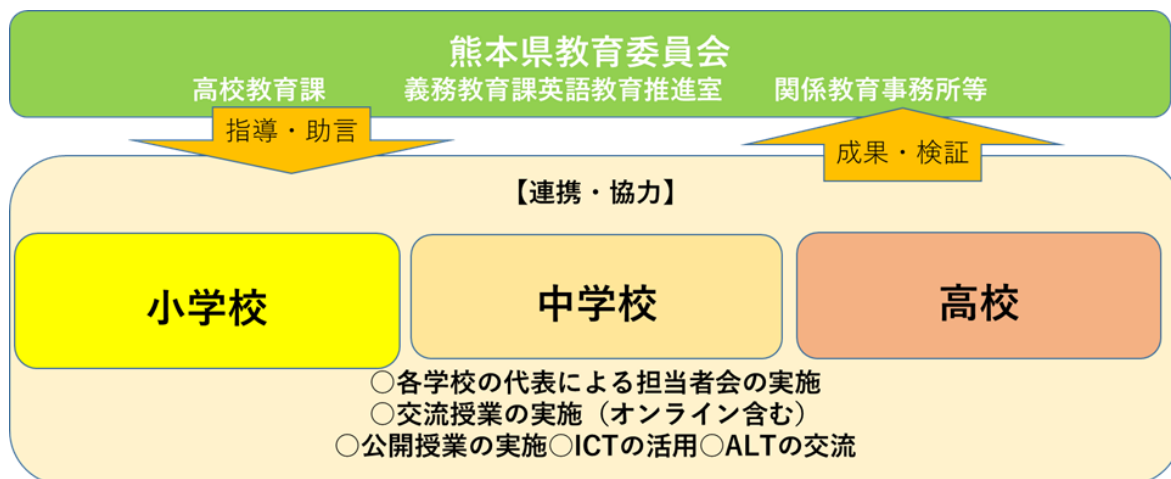 熊本県教育委員会
高校教育課 義務教育課英語教育推進室 関係教育事務所等
指導・助言
成果・検証
【連携・協力】
小学校
中学校
高校
○各学校の代表による担当者会の実施
○交流授業の実施（オンライン含む）
○公開授業の実施○ICTの活用○ALTの交流